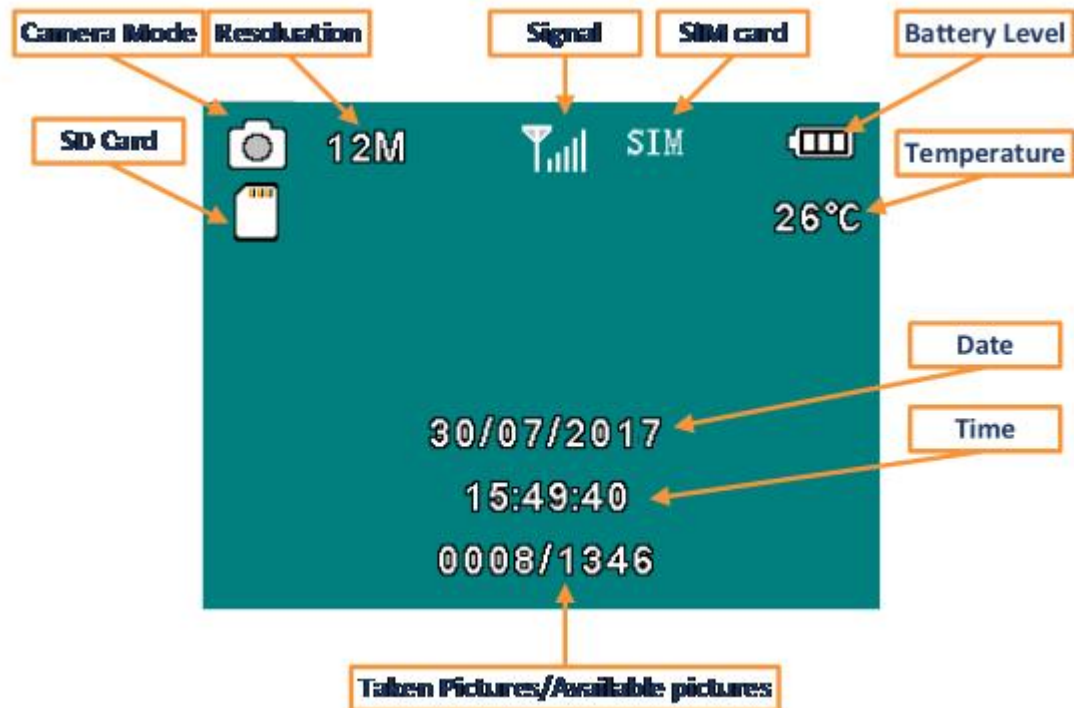 Camera Mode Resoluation Signal SIM card Battery Level
SD Card 12M SIM Temperature
26°C
Date
30/07/2017
Time
15:49:40
0008/1346
Taken Pictures/Available pictures